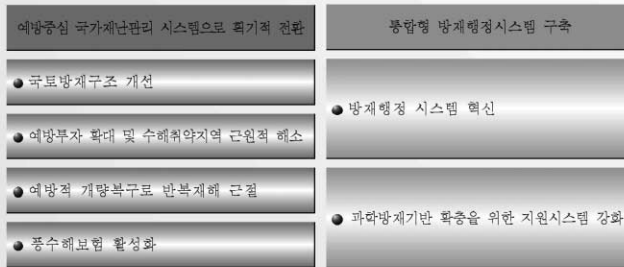 예방중심 국가재난관리 시스템으로 획기적 전환
● 국토방재구조 개선
● 예방투자 확대 및 수해취약지역 근원적 해소
● 예방적 개량복구로 반복재해 근절
● 풍수해보험 활성화
통합형 방재행정시스템 구축
● 방재행정 시스템 혁신
● 과학방재기반 확충을 위한 지원시스템 강화